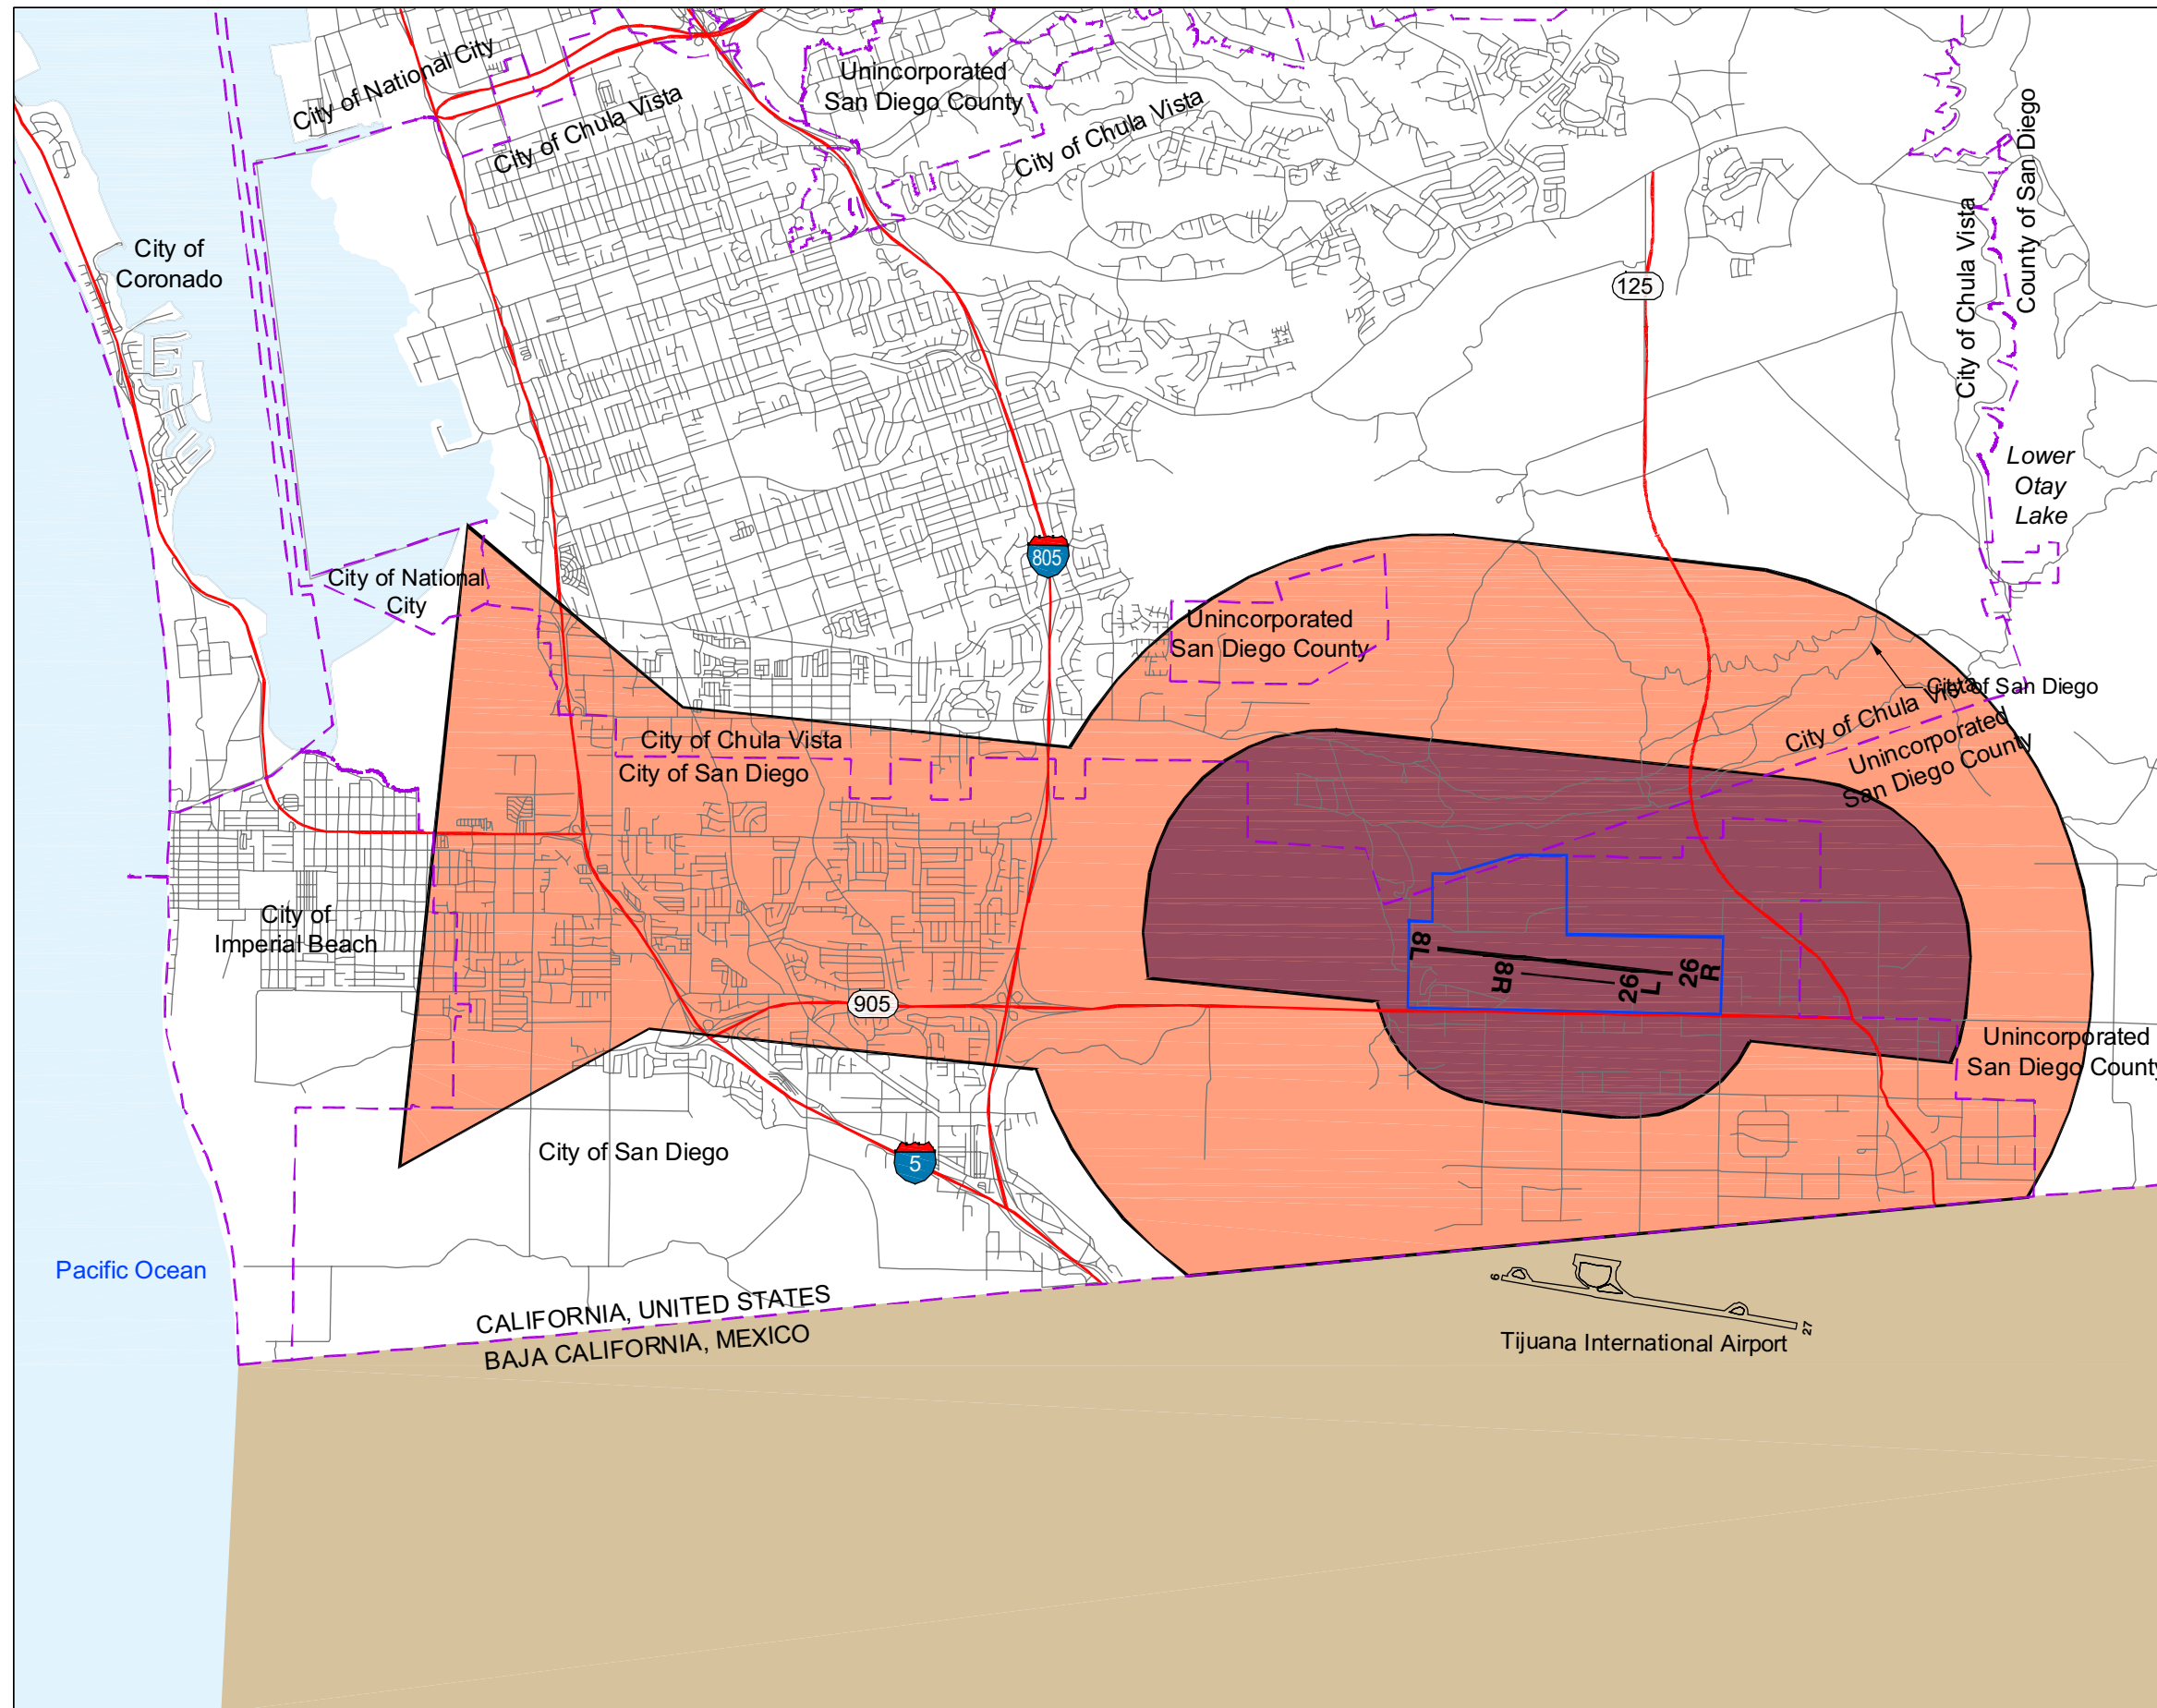 City of National City
Unincorporated
San Diego County
City of Chula Vista
City of Chula Vista
County of San Diego
City of Chula Vista
City of
Coronado
125
Lower
Otay
Lake
805
City of National
City
Unincorporated
San Diego County
City of San Diego
City of Chula Vista
Unincorporated
San Diego County
City of Chula Vista
City of San Diego
City of
Imperial Beach
8L
8R
26
L
26
R
905
Unincorporated
San Diego County
City of San Diego
5
Pacific Ocean
CALIFORNIA, UNITED STATES
BAJA CALIFORNIA, MEXICO
9
27
Tijuana International Airport